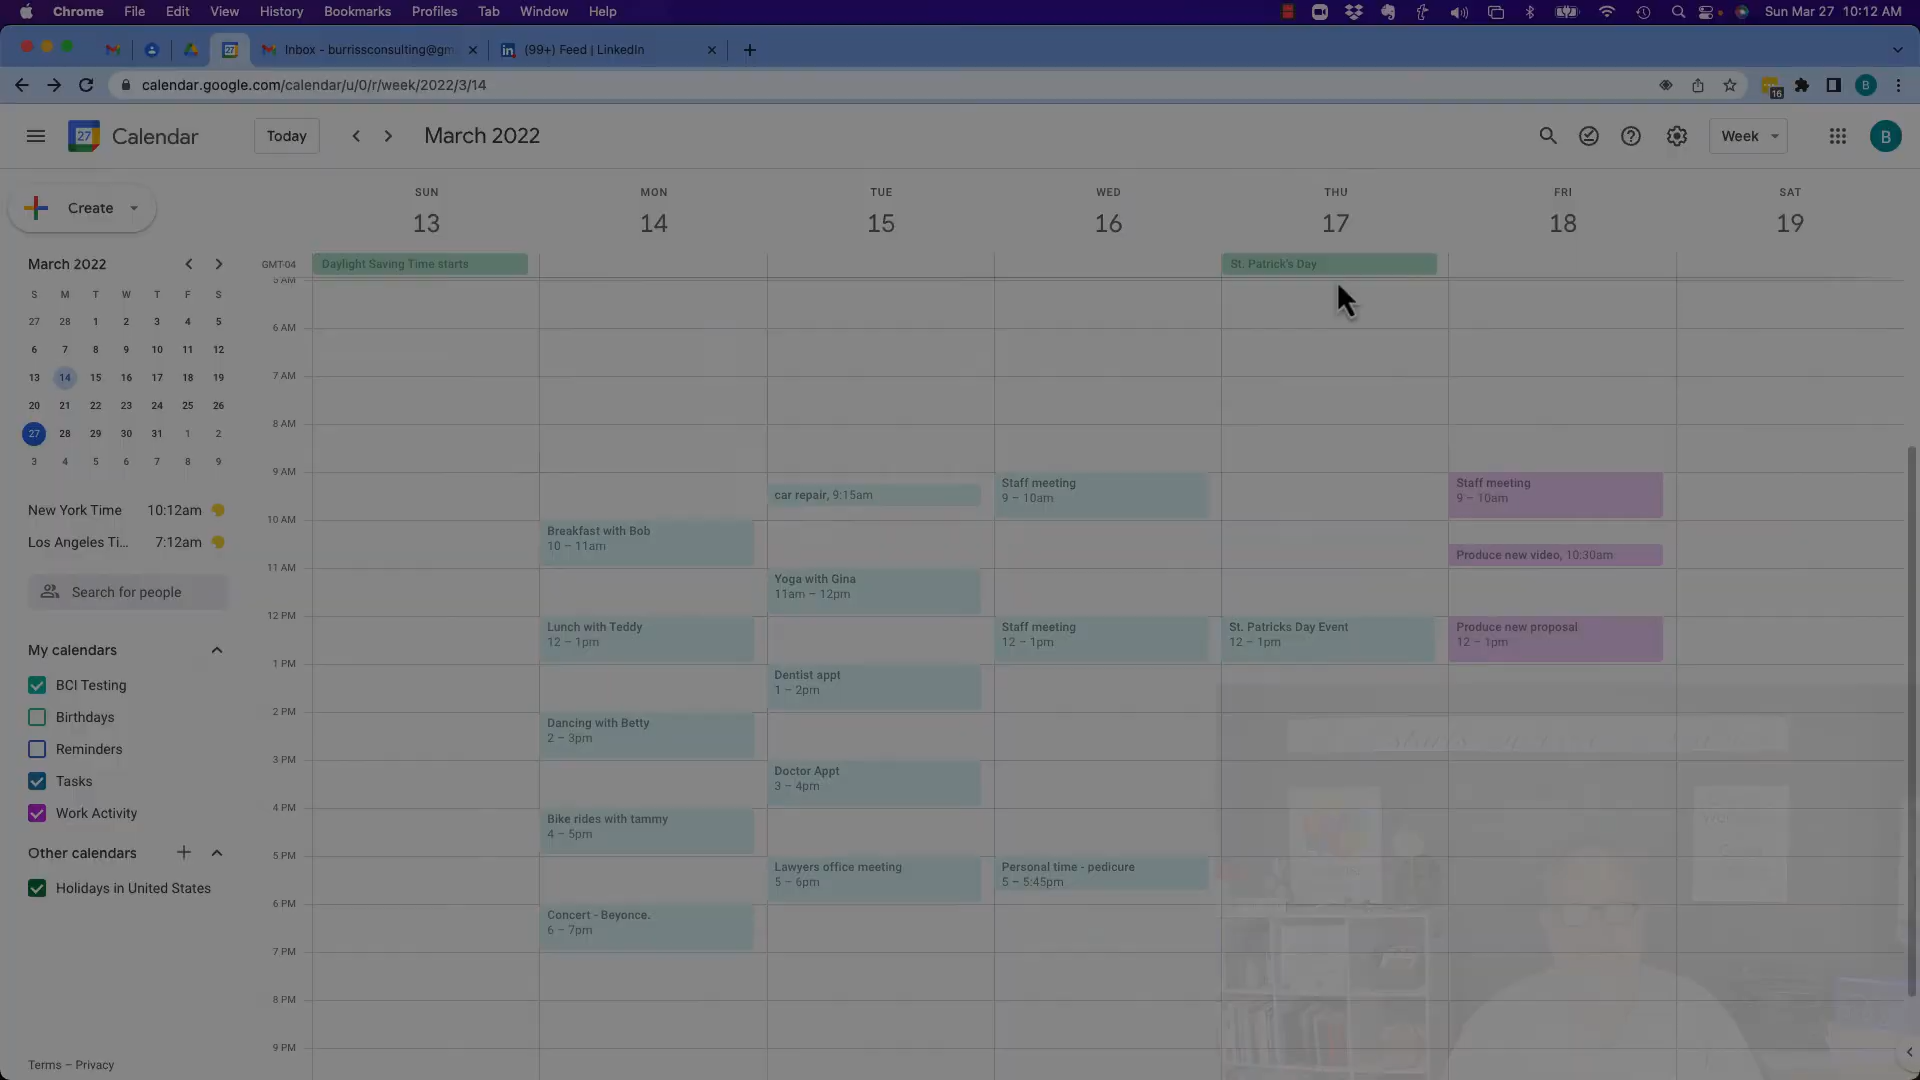 Chrome File Edit View History Bookmarks Profiles Tab Window Help
Sun Mar 27 10:12 AM
Inbox - burrissconsulting@gm
(99+) Feed | LinkedIn
calendar.google.com/calendar/u/0/r/week/2022/3/14
16
B
27 Calendar
Today
March 2022
Week
B
Create
SUN MON TUE WED THU FRI SAT
13 14 15 16 17 18 19
March 2022
GMT-04
Daylight Saving Time starts
St. Patrick's Day
S M T W T F S
27 28 1 2 3 4 5
6 7 8 9 10 11 12
13 14 15 16 17 18 19
20 21 22 23 24 25 26
27 28 29 30 31 1 2
3 4 5 6 7 8 9
New York Time 10:12am
Los Angeles Ti... 7:12am
Search for people
My calendars
BCI Testing
Birthdays
Reminders
Tasks
Work Activity
Other calendars
Holidays in United States
Terms – Privacy
5 AM
6 AM
7 AM
8 AM
9 AM
10 AM
11 AM
12 PM
1 PM
2 PM
3 PM
4 PM
5 PM
6 PM
7 PM
8 PM
9 PM
Breakfast with Bob
10 – 11am
Lunch with Teddy
12 – 1pm
Dancing with Betty
2 – 3pm
Bike rides with tammy
4 – 5pm
Concert - Beyonce.
6 – 7pm
car repair, 9:15am
Yoga with Gina
11am – 12pm
Dentist appt
1 – 2pm
Doctor Appt
3 – 4pm
Lawyers office meeting
5 – 6pm
Staff meeting
9 – 10am
Staff meeting
12 – 1pm
Personal time - pedicure
5 – 5:45pm
St. Patricks Day Event
12 – 1pm
Staff meeting
9 – 10am
Produce new video, 10:30am
Produce new proposal
12 – 1pm